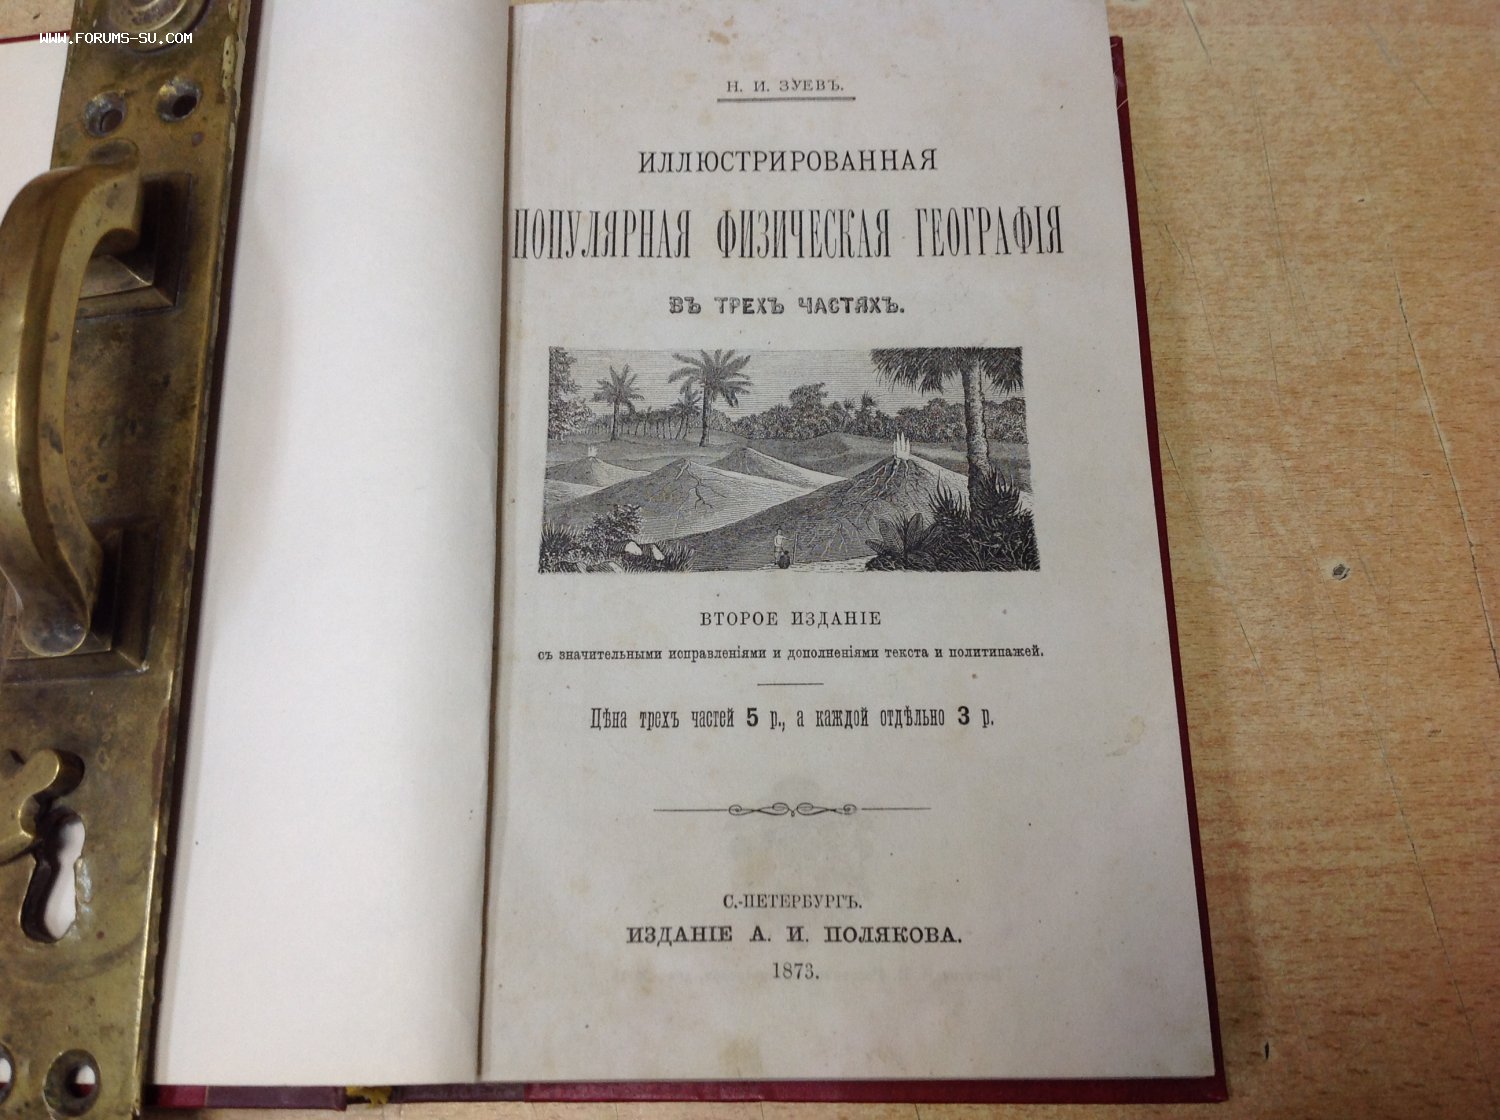 WWW.FORUMS-SU.COM
Н. И. ЗУЕВЪ.
ИЛЛЮСТРИРОВАННАЯ
ПОПУЛЯРНАЯ ФИЗИЧЕСКАЯ ГЕОГРАФІЯ
ВЪ ТРЕХЪ ЧАСТЯХЪ.
ВТОРОЕ ИЗДАНІЕ
съ значительными исправленіями и дополненіями текста и политипажей.
Цѣна трехъ частей 5 р., а каждой отдѣльно 3 р.
С.-ПЕТЕРБУРГЪ.
ИЗДАНІЕ А. И. ПОЛЯКОВА.
1873.